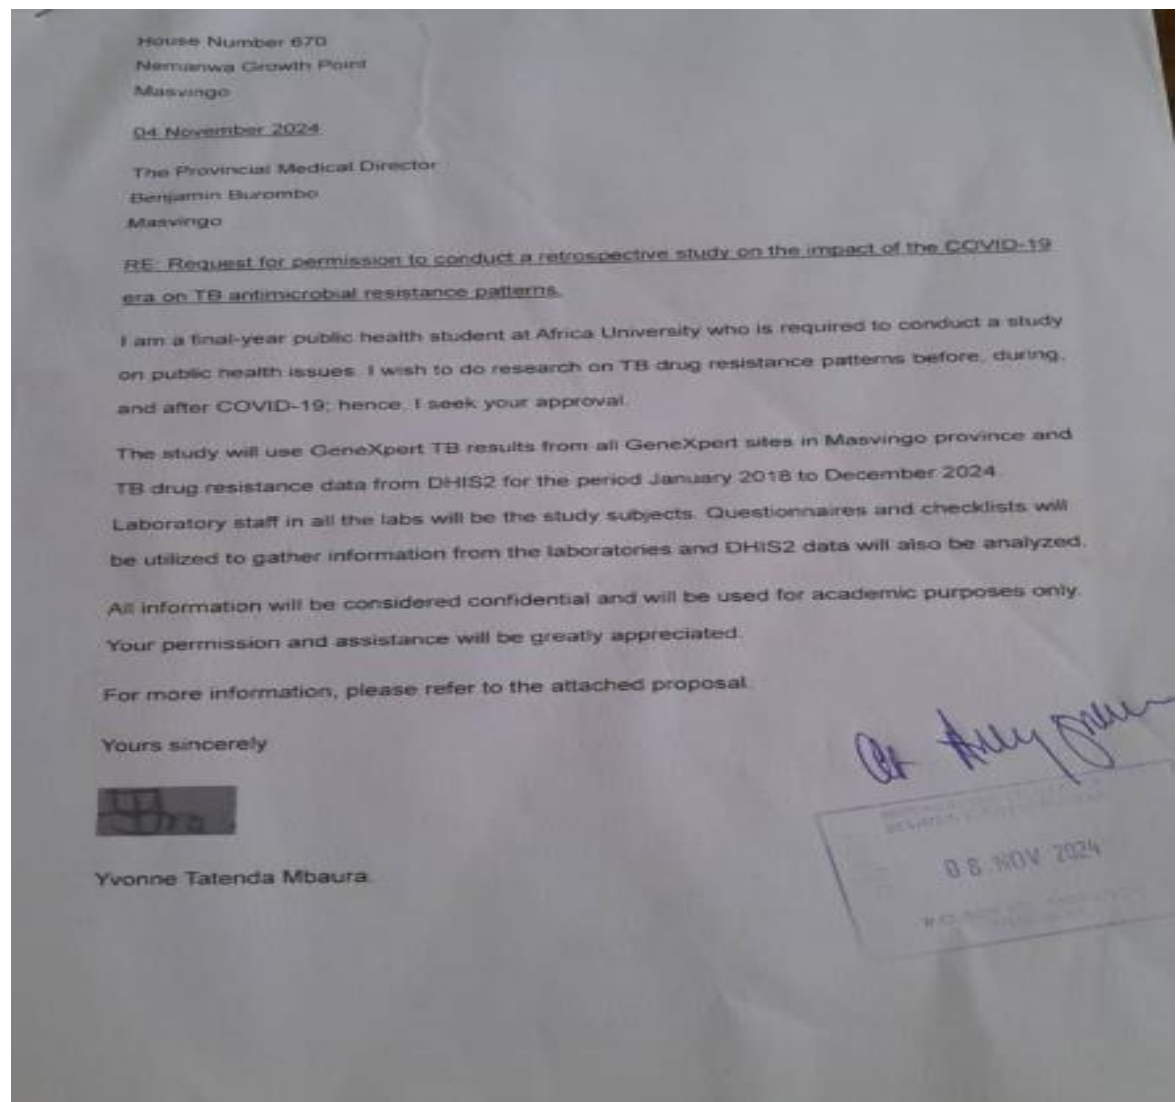 House Number 670
Nemanwa Growth Point
Masvingo
04 November 2024
The Provincial Medical Director
Benjamin Burombo
Masvingo
RE: Request for permission to conduct a retrospective study on the impact of the COVID-19
era on TB antimicrobial resistance patterns.
I am a final-year public health student at Africa University who is required to conduct a study
on public health issues. I wish to do research on TB drug resistance patterns before, during,
and after COVID-19; hence, I seek your approval.
The study will use GeneXpert TB results from all GeneXpert sites in Masvingo province and
TB drug resistance data from DHIS2 for the period January 2018 to December 2024.
Laboratory staff in all the labs will be the study subjects. Questionnaires and checklists will
be utilized to gather information from the laboratories and DHIS2 data will also be analyzed.
All information will be considered confidential and will be used for academic purposes only.
Your permission and assistance will be greatly appreciated.
For more information, please refer to the attached proposal.
Yours sincerely
08 NOV 2024
Yvonne Tatenda Mbaura.